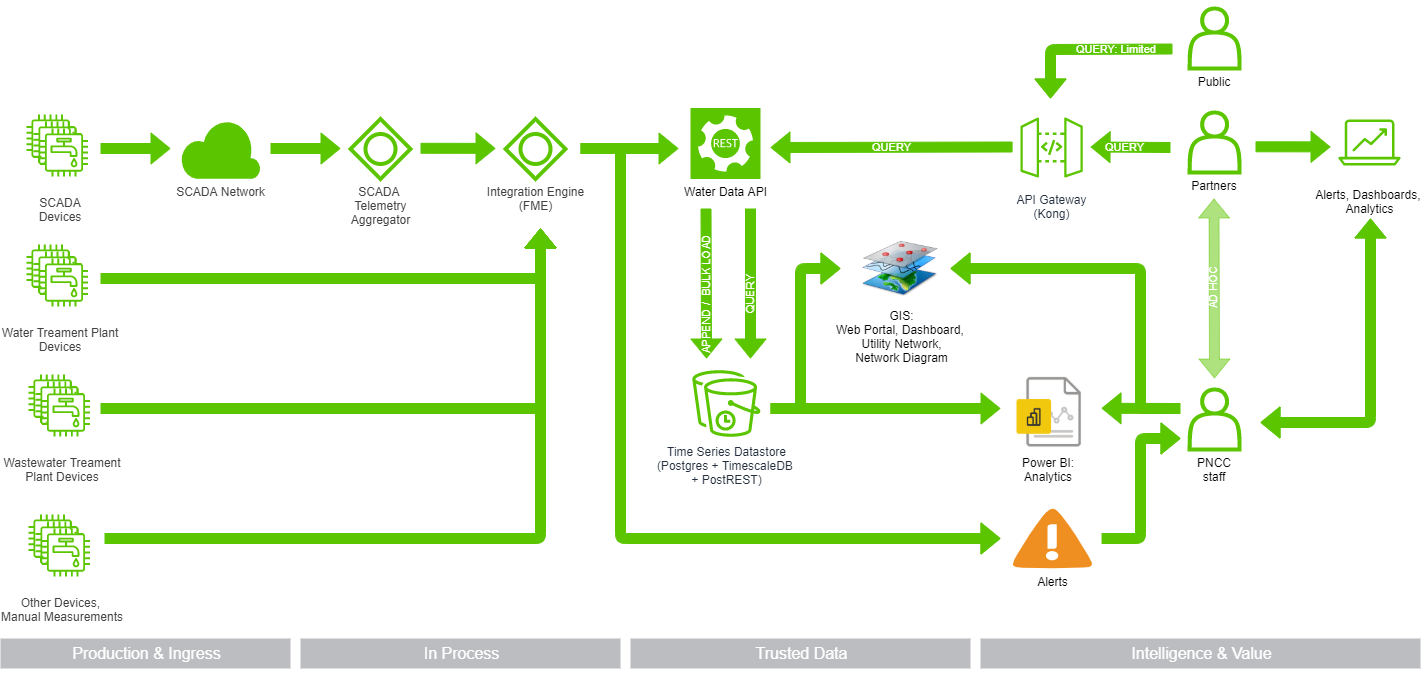 QUERY: Limited
Public
SCADA
Devices
SCADA Network
SCADA
Telemetry
Aggregator
Integration Engine
(FME)
REST
Water Data API
QUERY
API Gateway
(Kong)
QUERY
Partners
Alerts, Dashboards,
Analytics
Water Treament Plant
Devices
APPEND / BULK LOAD
QUERY
GIS:
Web Portal, Dashboard,
Utility Network,
Network Diagram
AD HOC
Wastewater Treament
Plant Devices
Time Series Datastore
(Postgres + TimescaleDB
+ PostREST)
Power BI:
Analytics
PNCC
staff
Alerts
Other Devices,
Manual Measurements
Production & Ingress
In Process
Trusted Data
Intelligence & Value